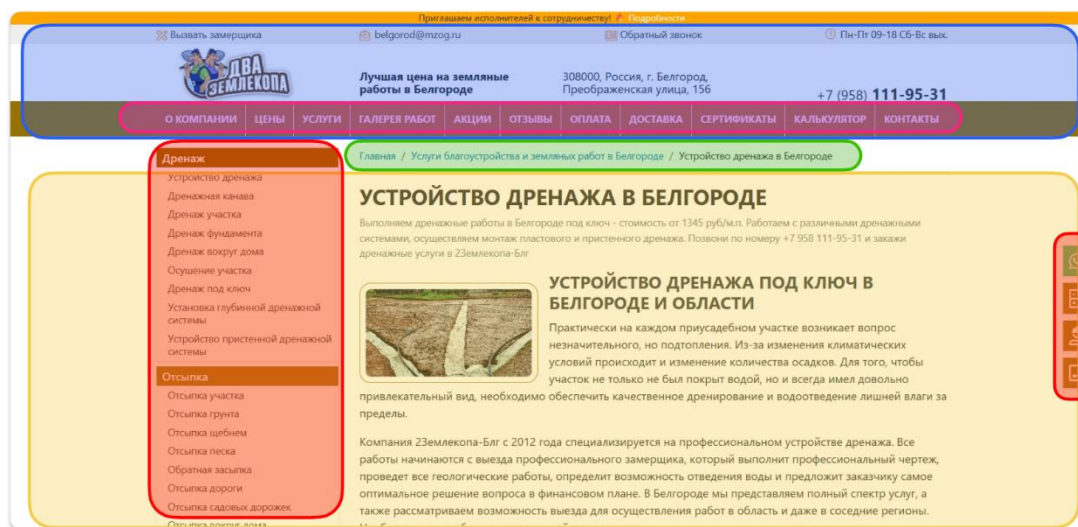 Приглашаем исполнителей к сотрудничеству! Подробности
Вызвать замерщика
belgorod@mzog.ru
Обратный звонок
Пн-Пт 09-18 Сб-Вс вых.
ДВА
ЗЕМЛЕКОПА
Лучшая цена на земляные
работы в Белгороде
308000, Россия, г. Белгород,
Преображенская улица, 156
+7 (958) 111-95-31
О КОМПАНИИ ЦЕНЫ УСЛУГИ ГАЛЕРЕЯ РАБОТ АКЦИИ ОТЗЫВЫ ОПЛАТА ДОСТАВКА СЕРТИФИКАТЫ КАЛЬКУЛЯТОР КОНТАКТЫ
Дренаж
Устройство дренажа
Дренажная канава
Дренаж участка
Дренаж фундамента
Дренаж вокруг дома
Осушение участка
Дренаж под ключ
Установка глубинной дренажной
системы
Устройство пристенной дренажной
системы
Отсыпка
Отсыпка участка
Отсыпка грунта
Отсыпка щебнем
Отсыпка песка
Обратная засыпка
Отсыпка дороги
Отсыпка садовых дорожек
Отсыпка вокруг дома
Главная / Услуги благоустройства и земляных работ в Белгороде / Устройство дренажа в Белгороде
УСТРОЙСТВО ДРЕНАЖА В БЕЛГОРОДЕ
Выполняем дренажные работы в Белгороде под ключ - стоимость от 1345 руб/м.п. Работаем с различными дренажными
системами, осуществляем монтаж пластового и пристенного дренажа. Позвони по номеру +7 958 111-95-31 и закажи
дренажные услуги в 2Землекопа-Блг
УСТРОЙСТВО ДРЕНАЖА ПОД КЛЮЧ В
БЕЛГОРОДЕ И ОБЛАСТИ
Практически на каждом приусадебном участке возникает вопрос
незначительного, но подтопления. Из-за изменения климатических
условий происходит и изменение количества осадков. Для того, чтобы
участок не только не был покрыт водой, но и всегда имел довольно
привлекательный вид, необходимо обеспечить качественное дренирование и водоотведение лишней влаги за
пределы.
Компания 2Землекопа-Блг с 2012 года специализируется на профессиональном устройстве дренажа. Все
работы начинаются с выезда профессионального замерщика, который выполнит профессиональный чертеж,
проведет все геологические работы, определит возможность отведения воды и предложит заказчику самое
оптимальное решение вопроса в финансовом плане. В Белгороде мы представляем полный спектр услуг, а
также рассматриваем возможность выезда для осуществления работ в область и даже в соседние регионы.